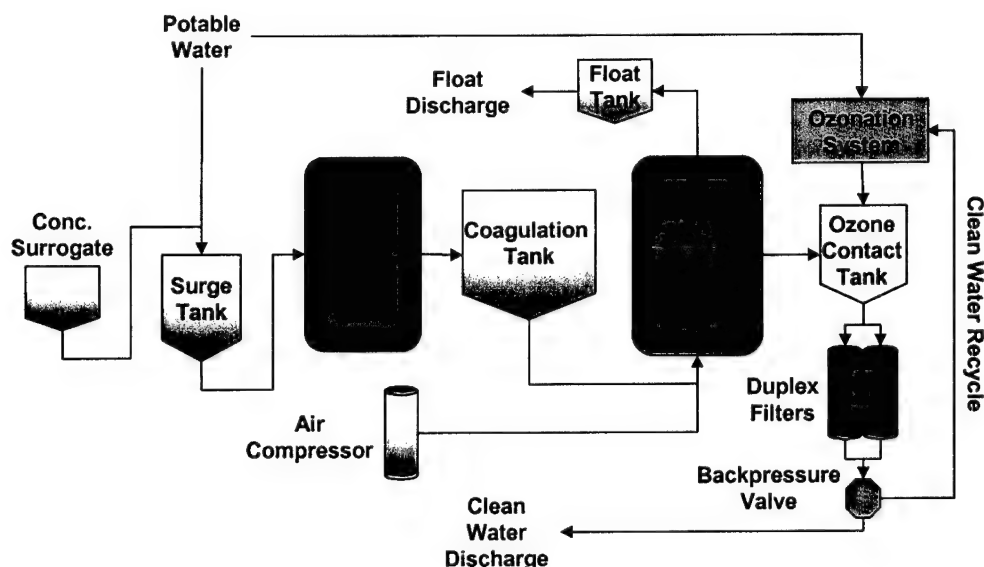 Potable
Water
Float
Discharge
Float
Tank
Ozonation
System
Conc.
Surrogate
Surge
Tank
Coagulation
Tank
Ozone
Contact
Tank
Clean Water Recycle
Air
Compressor
Duplex
Filters
Backpressure
Valve
Clean
Water
Discharge